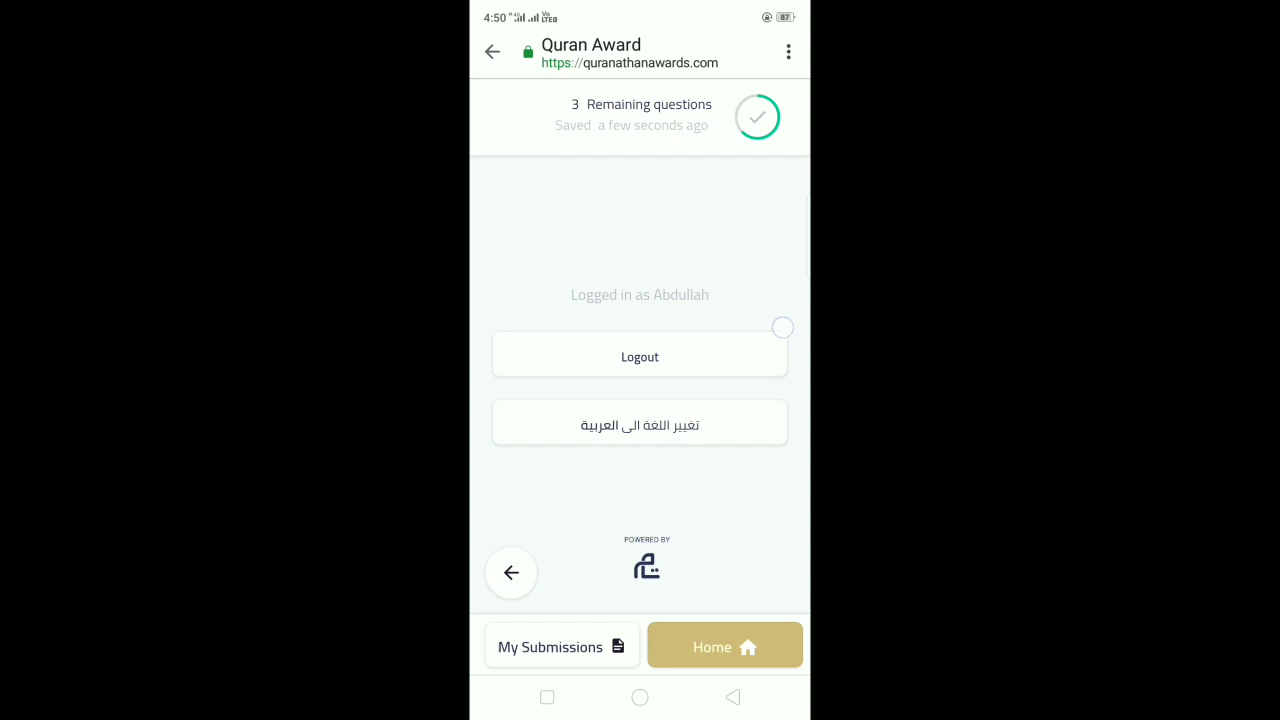 4:50
87
Quran Award
https://quranathanawards.com
3 Remaining questions
Saved a few seconds ago
Logged in as Abdullah
Logout
تغيير اللغة الى العربية
POWERED BY
My Submissions
Home